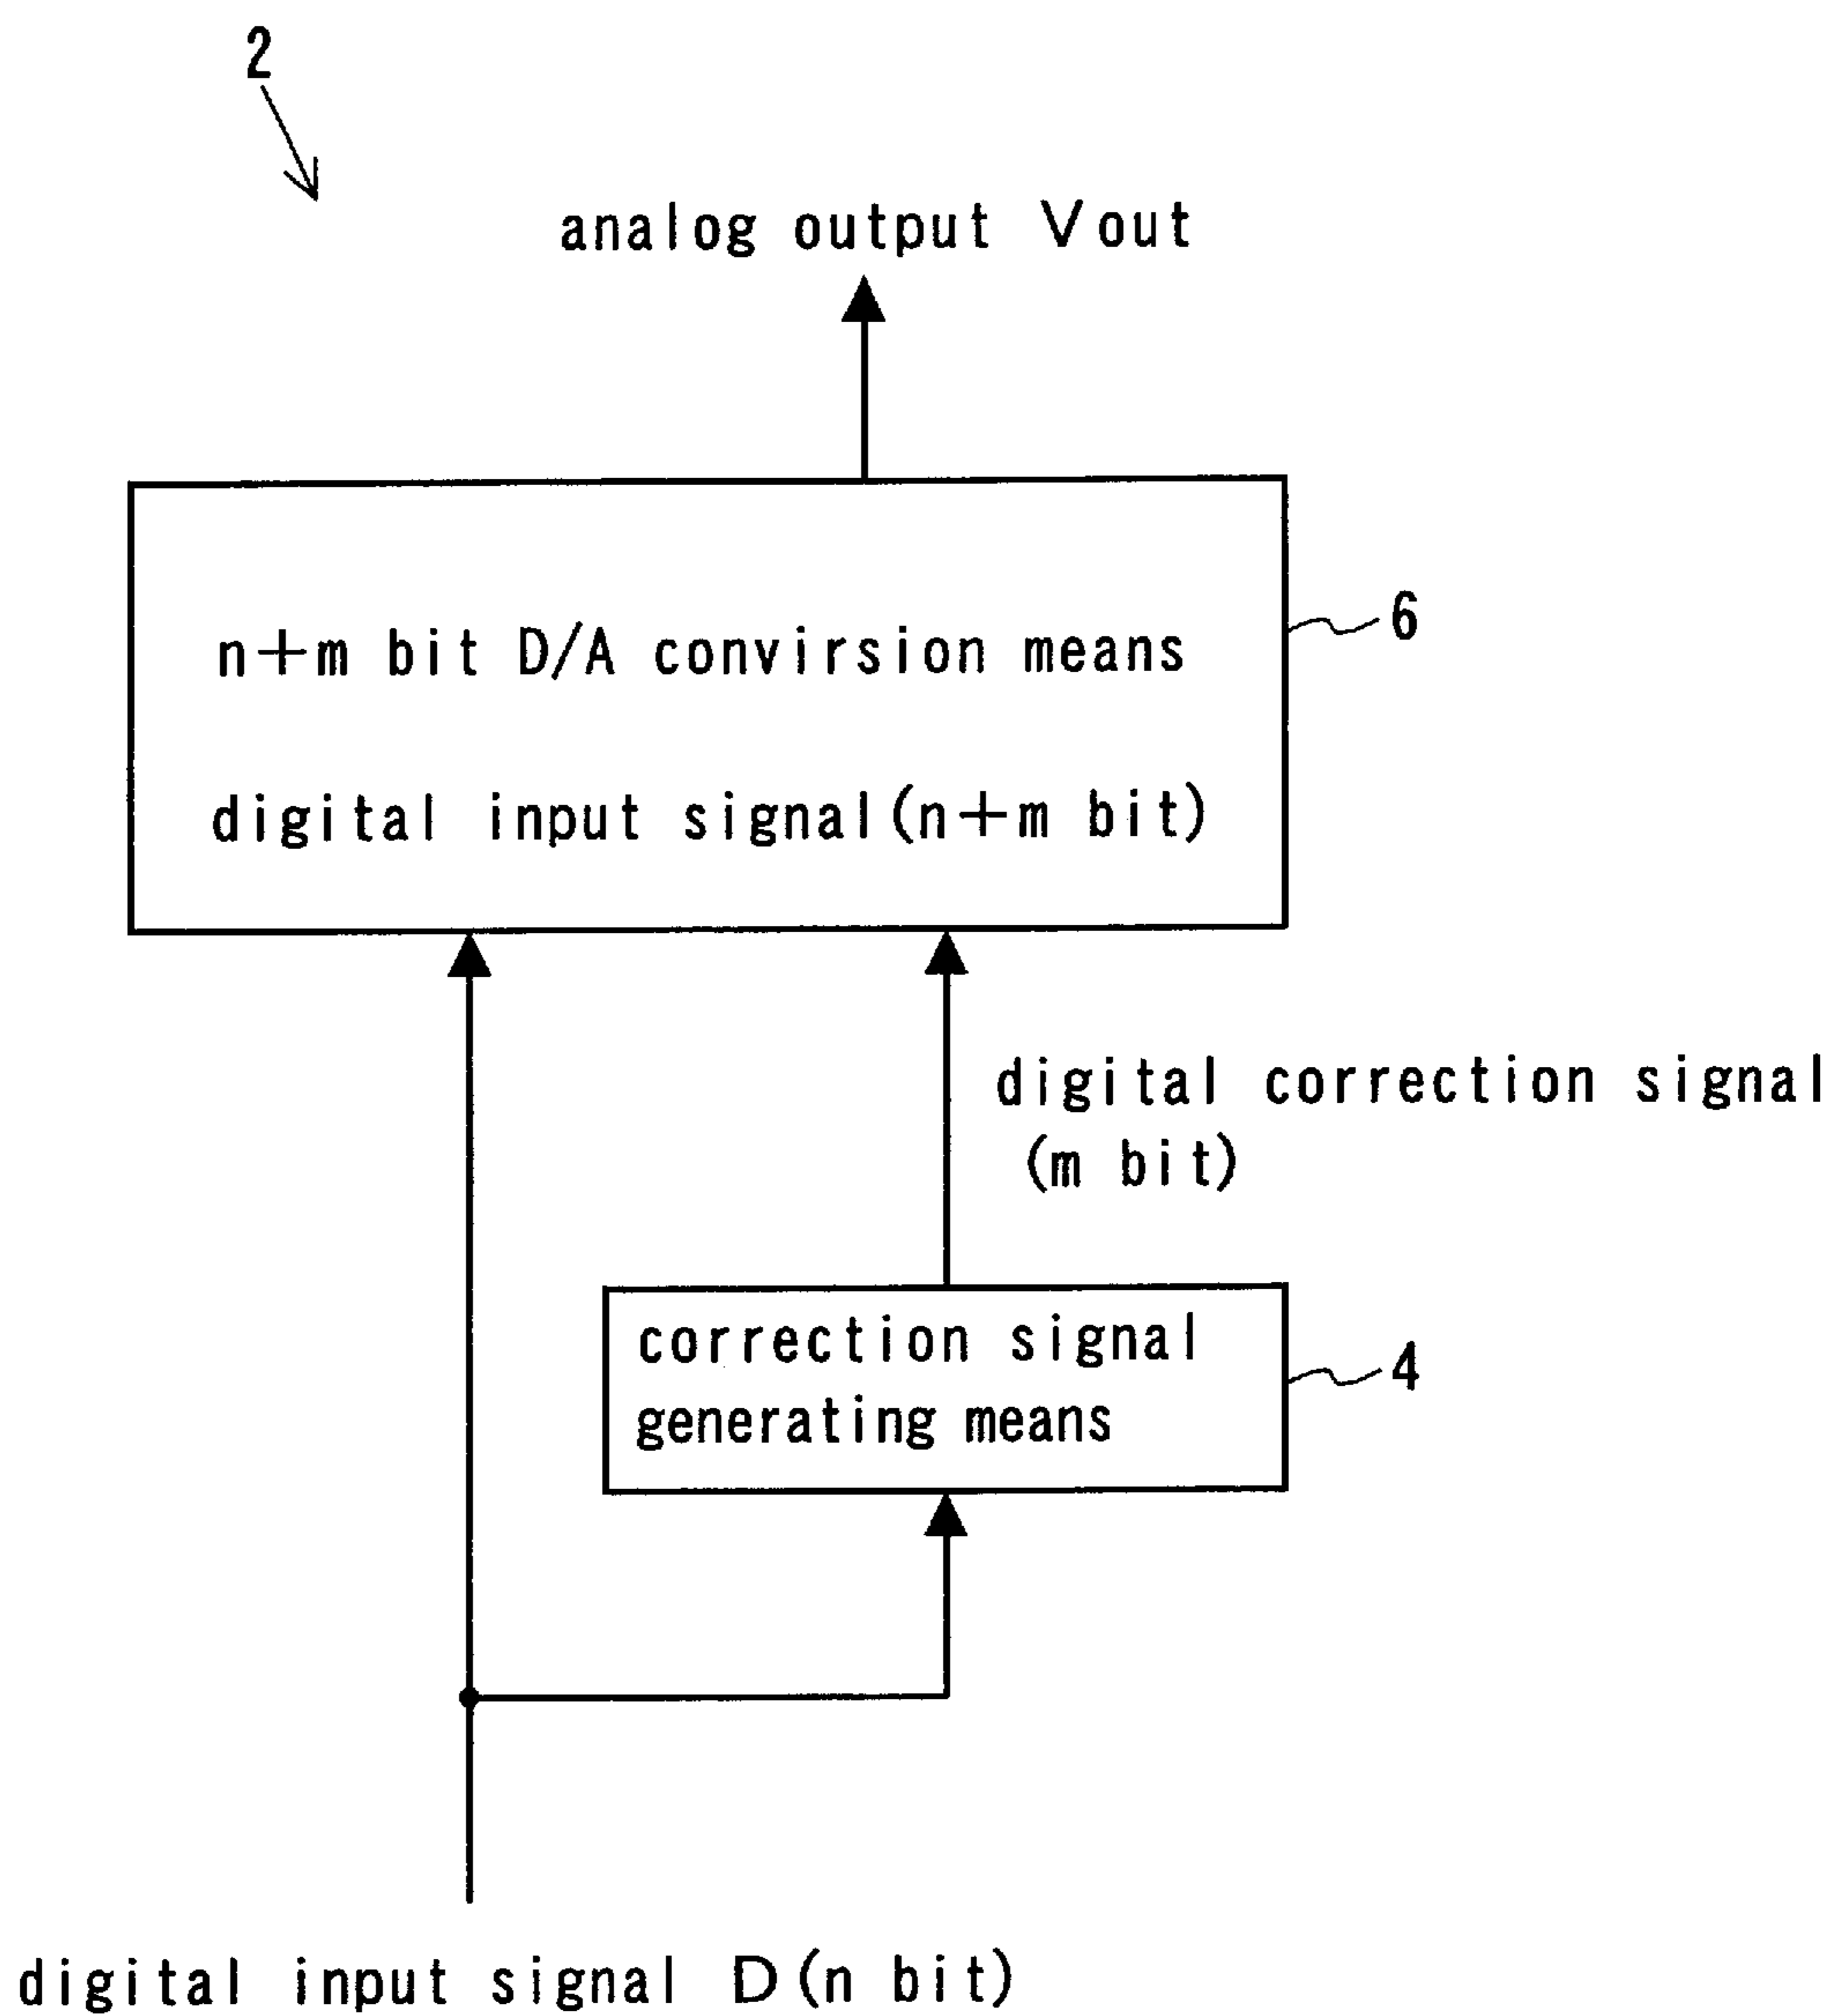 2
analog output Vout
n+m bit D/A convirsion means
6
digital input signal(n+m bit)
digital correction signal
(m bit)
correction signal
generating means
4
digital input signal D(n bit)